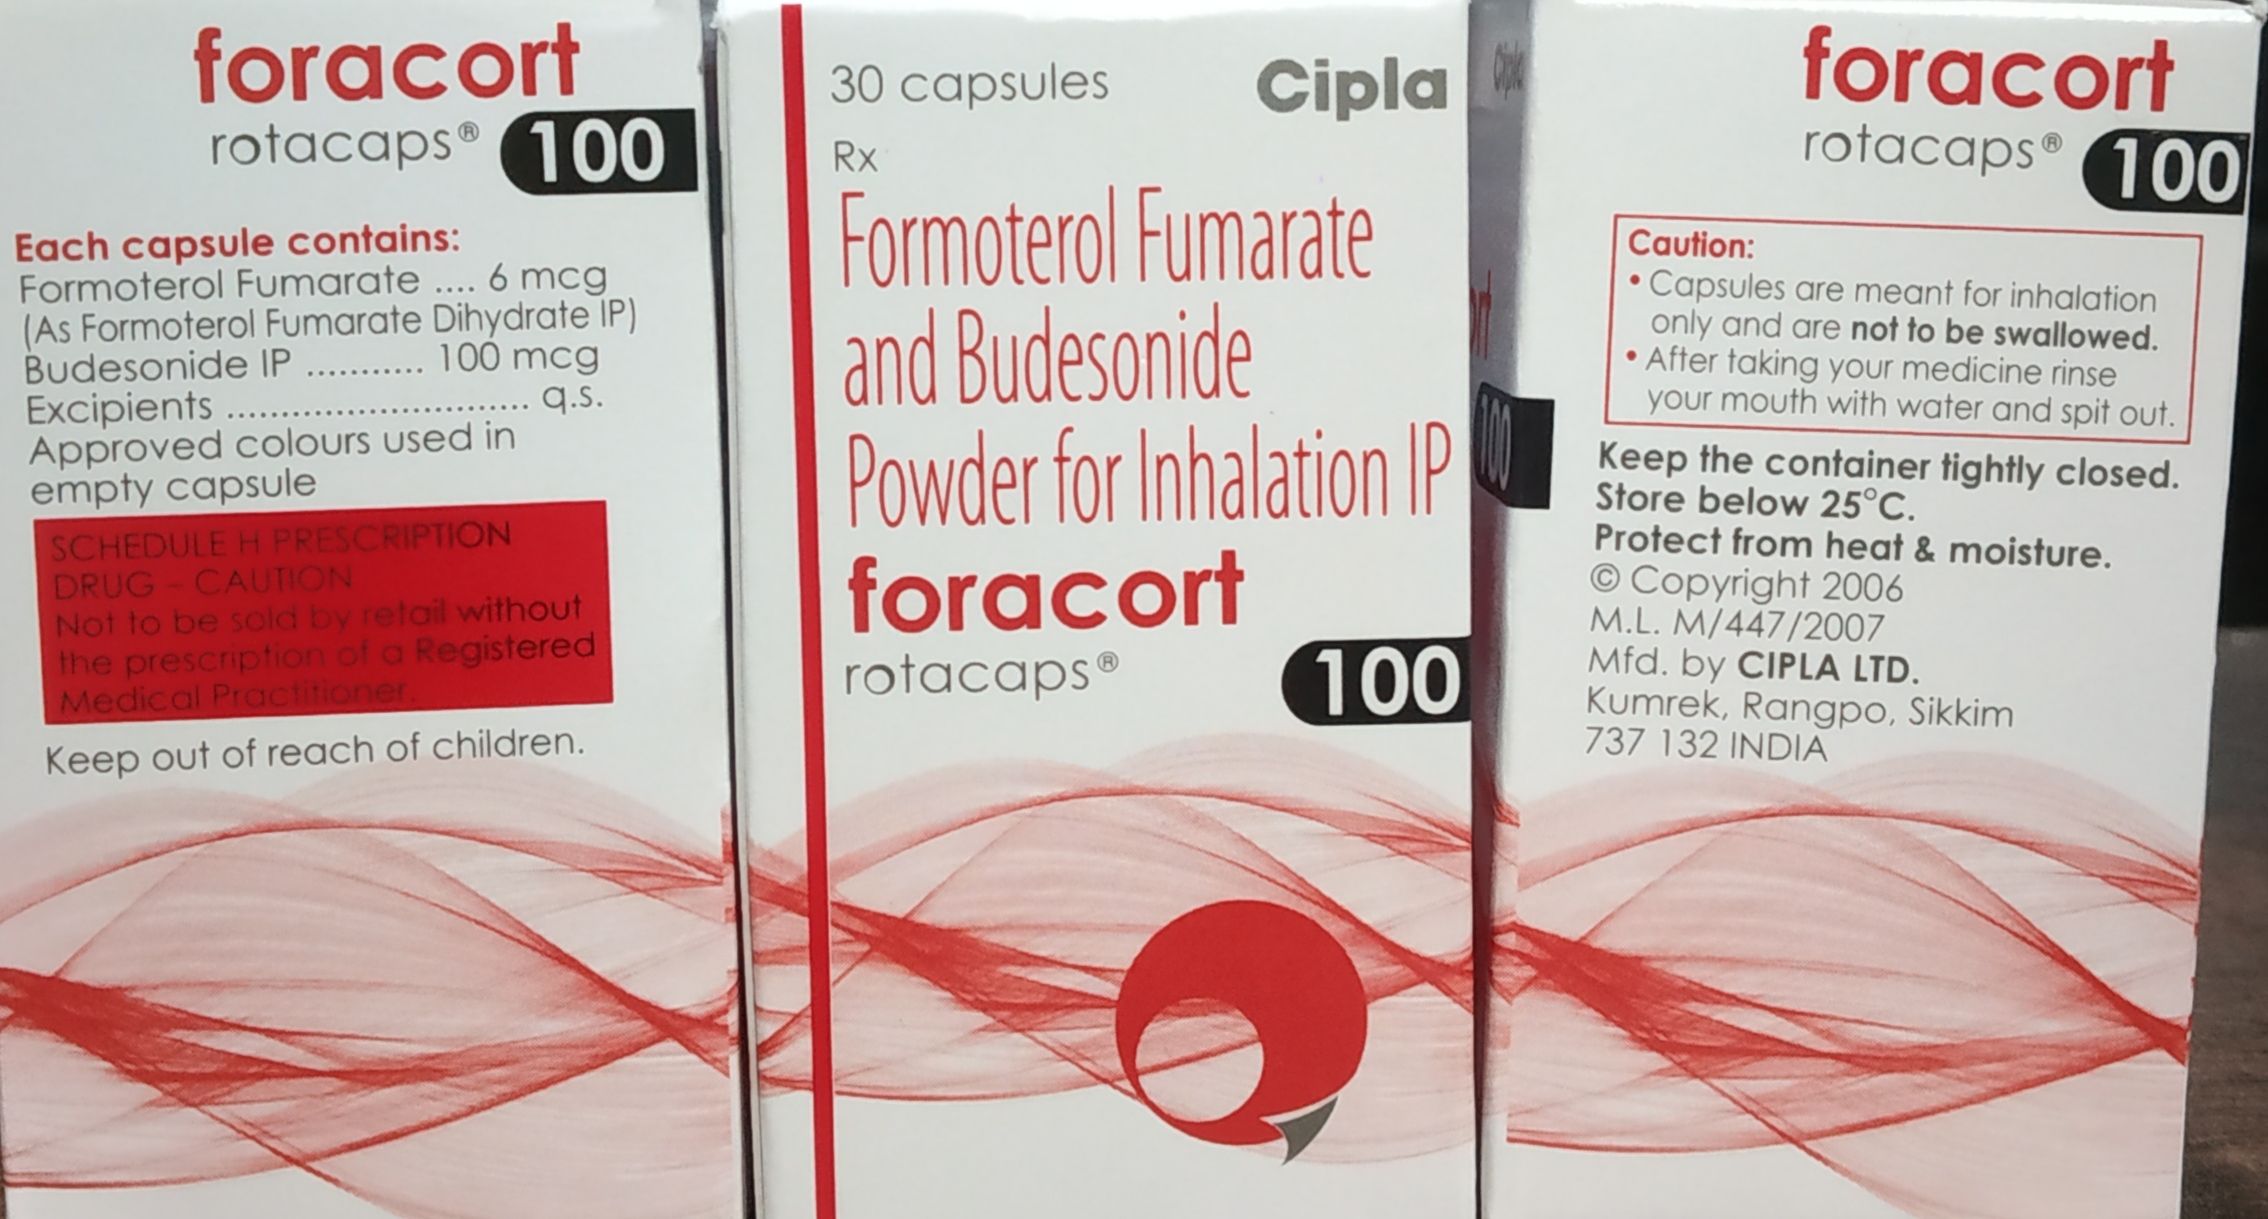 foracort
rotacaps® 100
Each capsule contains:
Formoterol Fumarate .... 6 mcg
(As Formoterol Fumarate Dihydrate IP)
Budesonide IP ........... 100 mcg
Excipients ............................ q.s.
Approved colours used in
empty capsule
SCHEDULE H PRESCRIPTION
DRUG - CAUTION
Not to be sold by retail without
the prescription of a Registered
Medical Practitioner.
Keep out of reach of children.
30 capsules Cipla
Rx
Formoterol Fumarate
and Budesonide
Powder for Inhalation IP
foracort
rotacaps® 100
Cipla
rt
100
foracort
rotacaps® 100
Caution:
• Capsules are meant for inhalation
only and are not to be swallowed.
• After taking your medicine rinse
your mouth with water and spit out.
Keep the container tightly closed.
Store below 25°C.
Protect from heat & moisture.
© Copyright 2006
M.L. M/447/2007
Mfd. by CIPLA LTD.
Kumrek, Rangpo, Sikkim
737 132 INDIA